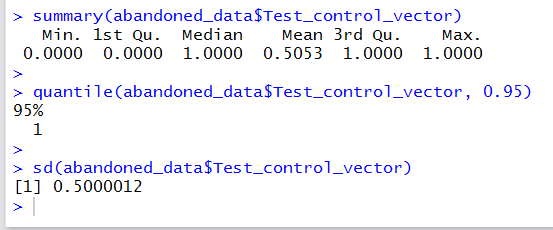 > summary(abandoned_data$Test_control_vector)
   Min. 1st Qu.  Median    Mean 3rd Qu.    Max.
 0.0000  0.0000  1.0000  0.5053  1.0000  1.0000
>
> quantile(abandoned_data$Test_control_vector, 0.95)
95%
  1
>
> sd(abandoned_data$Test_control_vector)
[1] 0.5000012
>